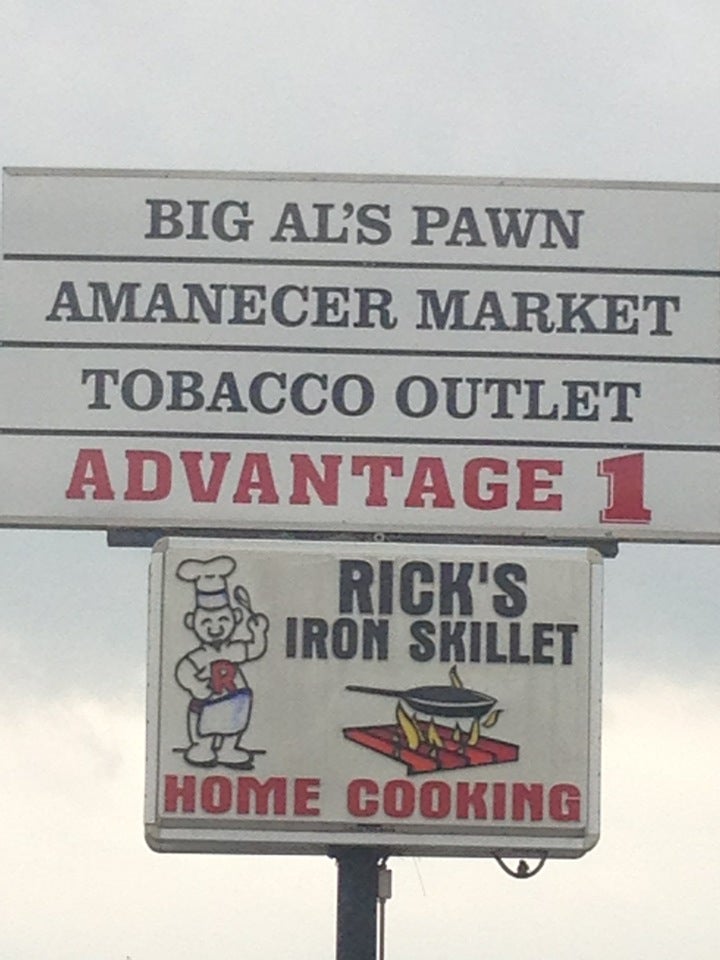 BIG AL'S PAWN
AMANECER MARKET
TOBACCO OUTLET
ADVANTAGE 1
RICK'S
IRON SKILLET
R
HOME COOKING